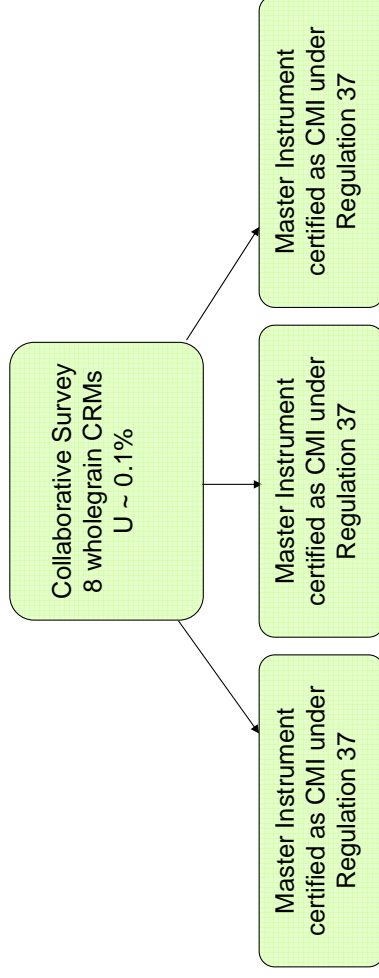 Collaborative Survey
8 wholegrain CRMs
U ~ 0.1%
Master Instrument
certified as CMI under
Regulation 37
Master Instrument
certified as CMI under
Regulation 37
Master Instrument
certified as CMI under
Regulation 37